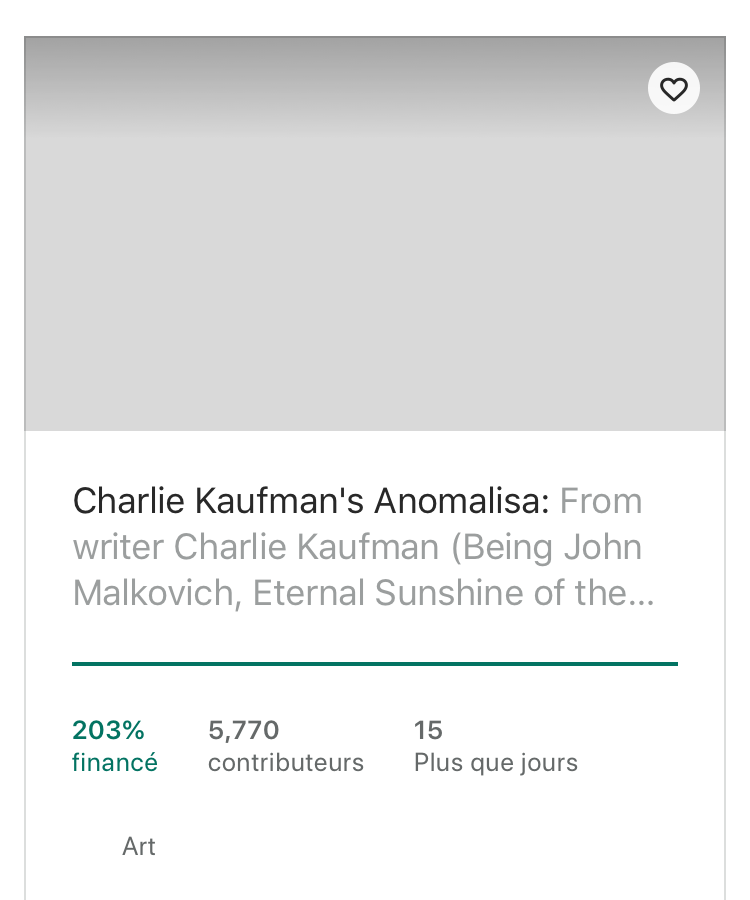 Charlie Kaufman's Anomalisa: From
writer Charlie Kaufman (Being John
Malkovich, Eternal Sunshine of the...
203%
financé
5,770
contributeurs
15
Plus que jours
Art